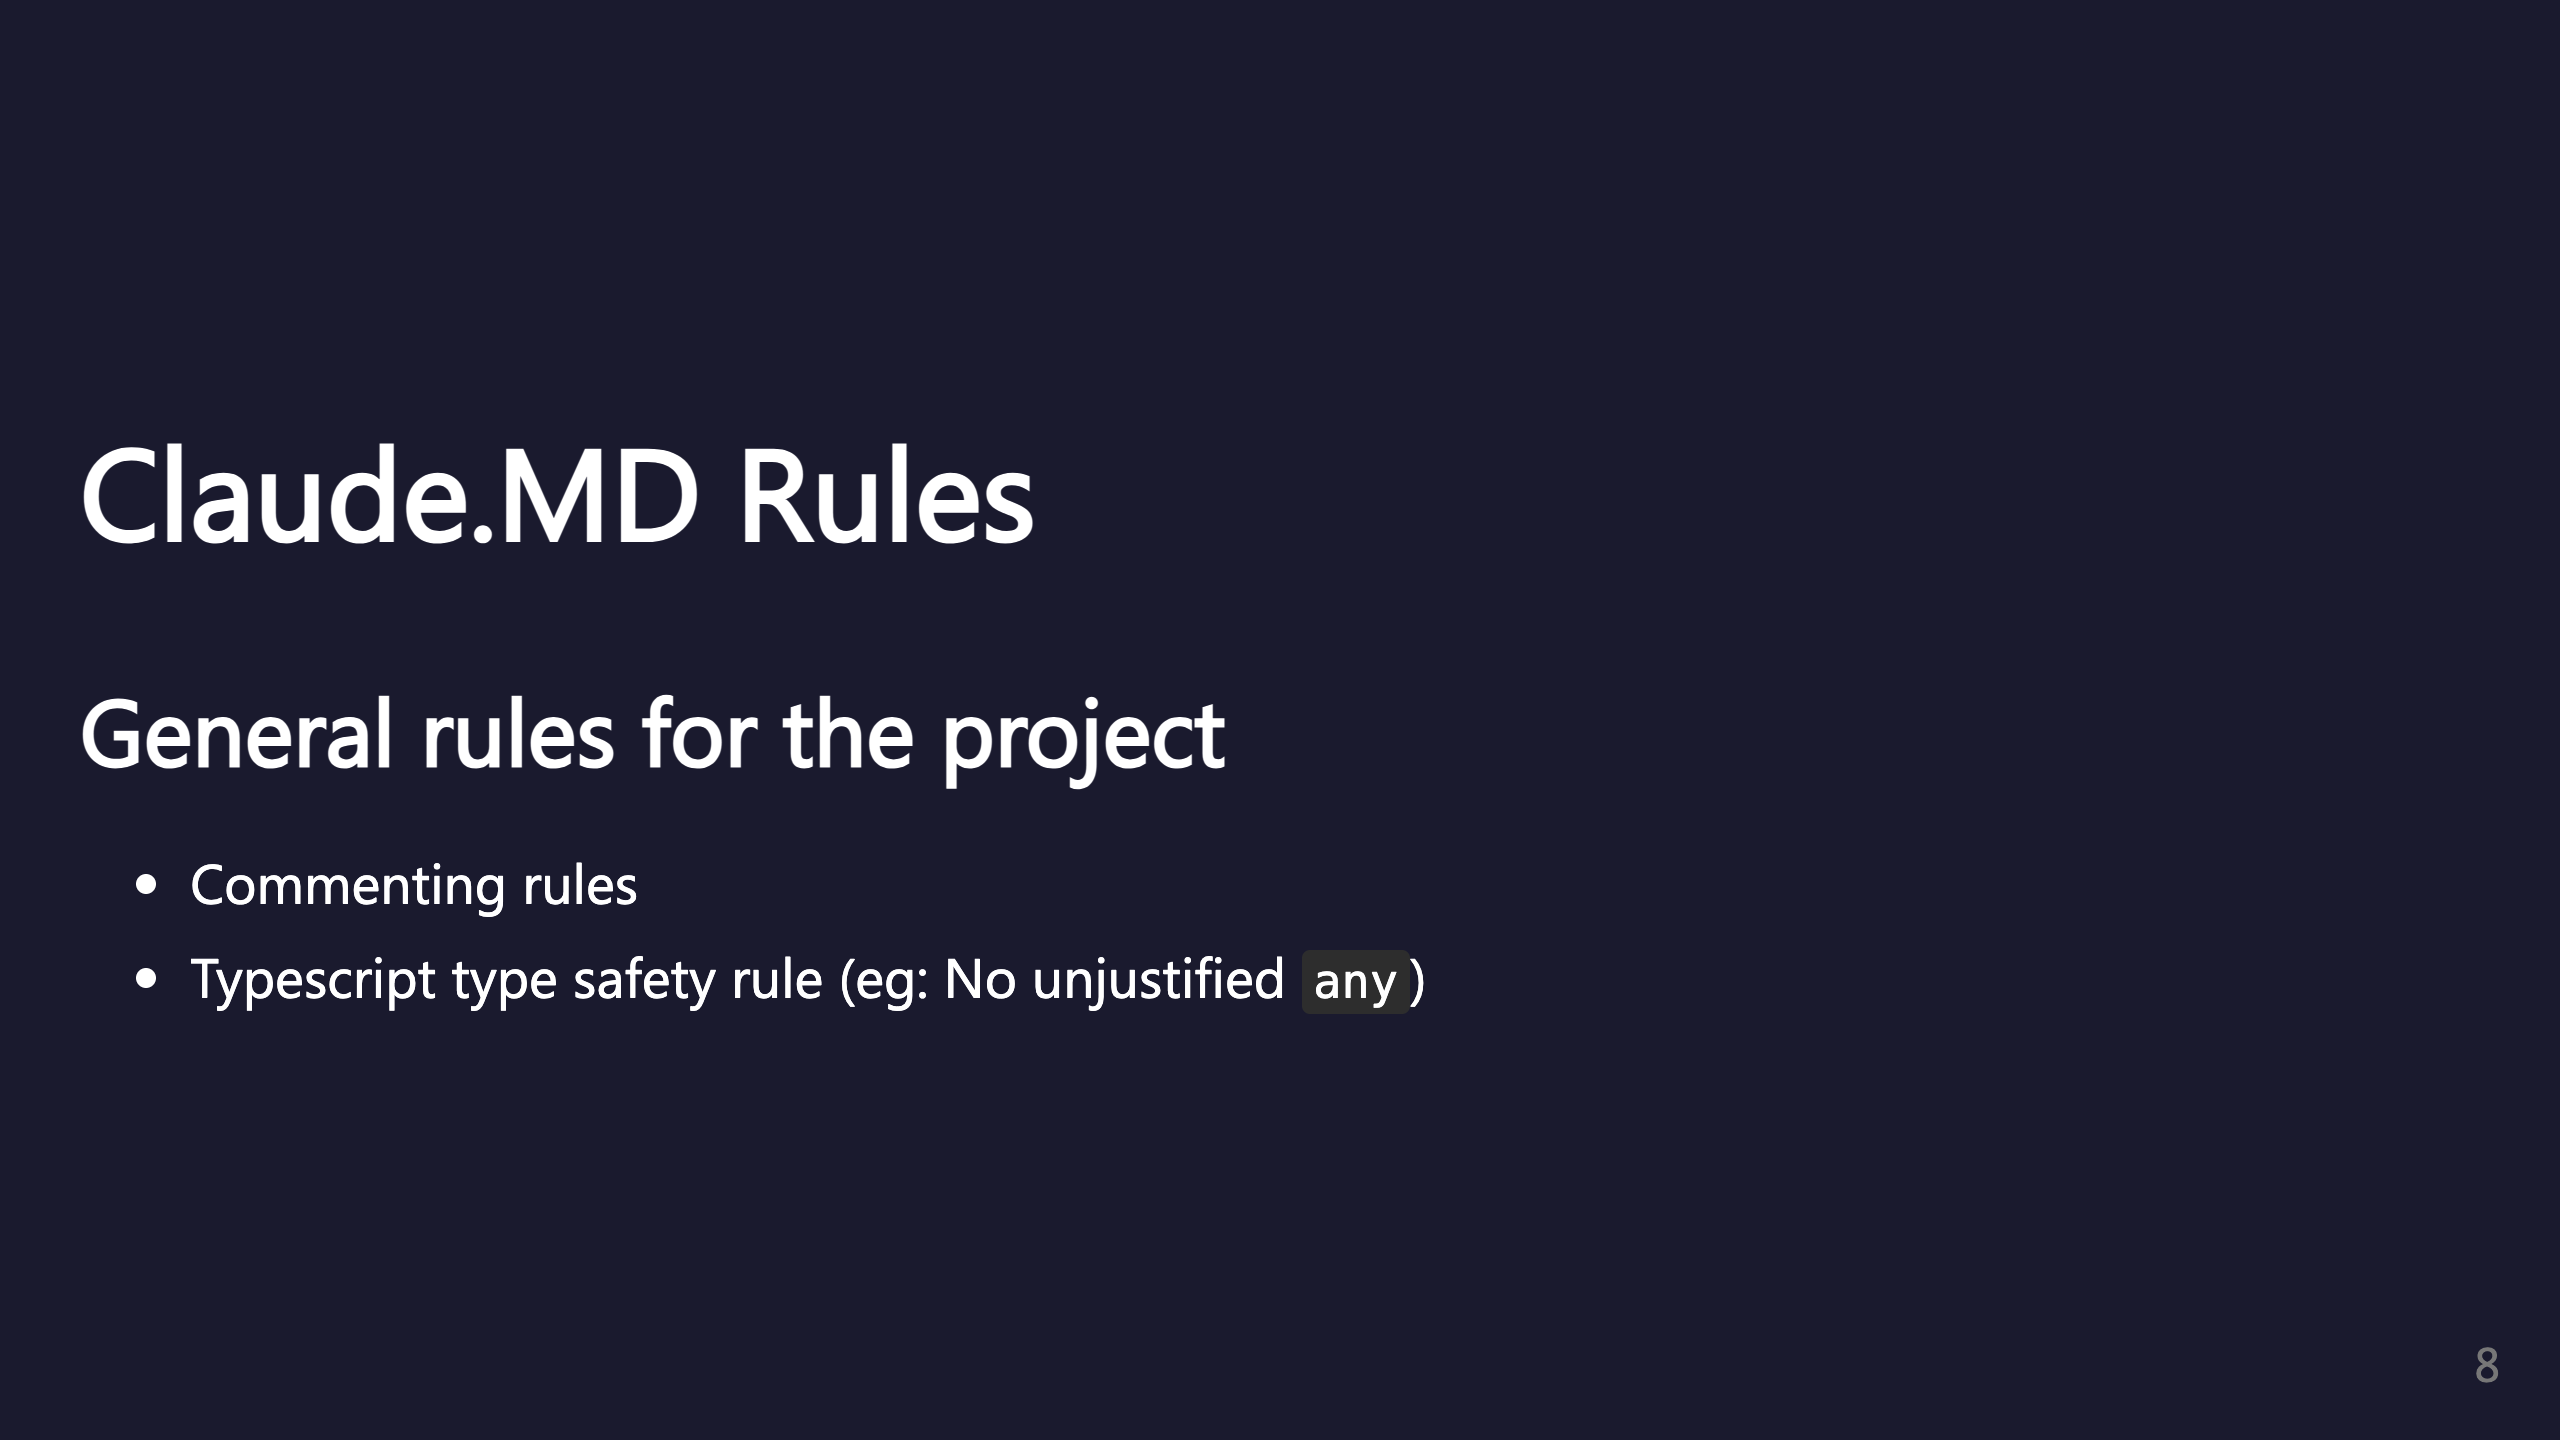 Claude.MD Rules
General rules for the project
• Commenting rules
• Typescript type safety rule (eg: No unjustified any)
8